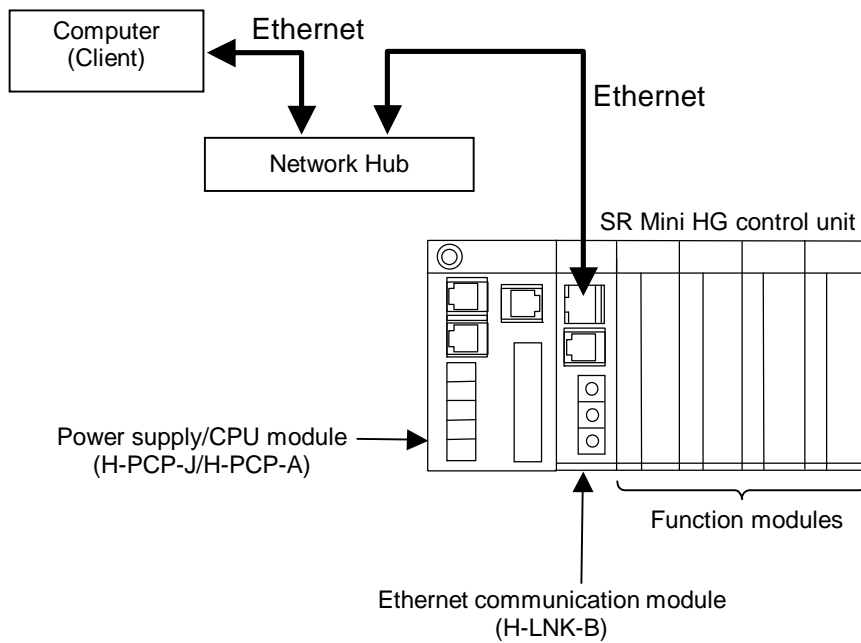 Computer
(Client)
Ethernet
Ethernet
Network Hub
SR Mini HG control unit
Power supply/CPU module
(H-PCP-J/H-PCP-A)
Function modules
Ethernet communication module
(H-LNK-B)